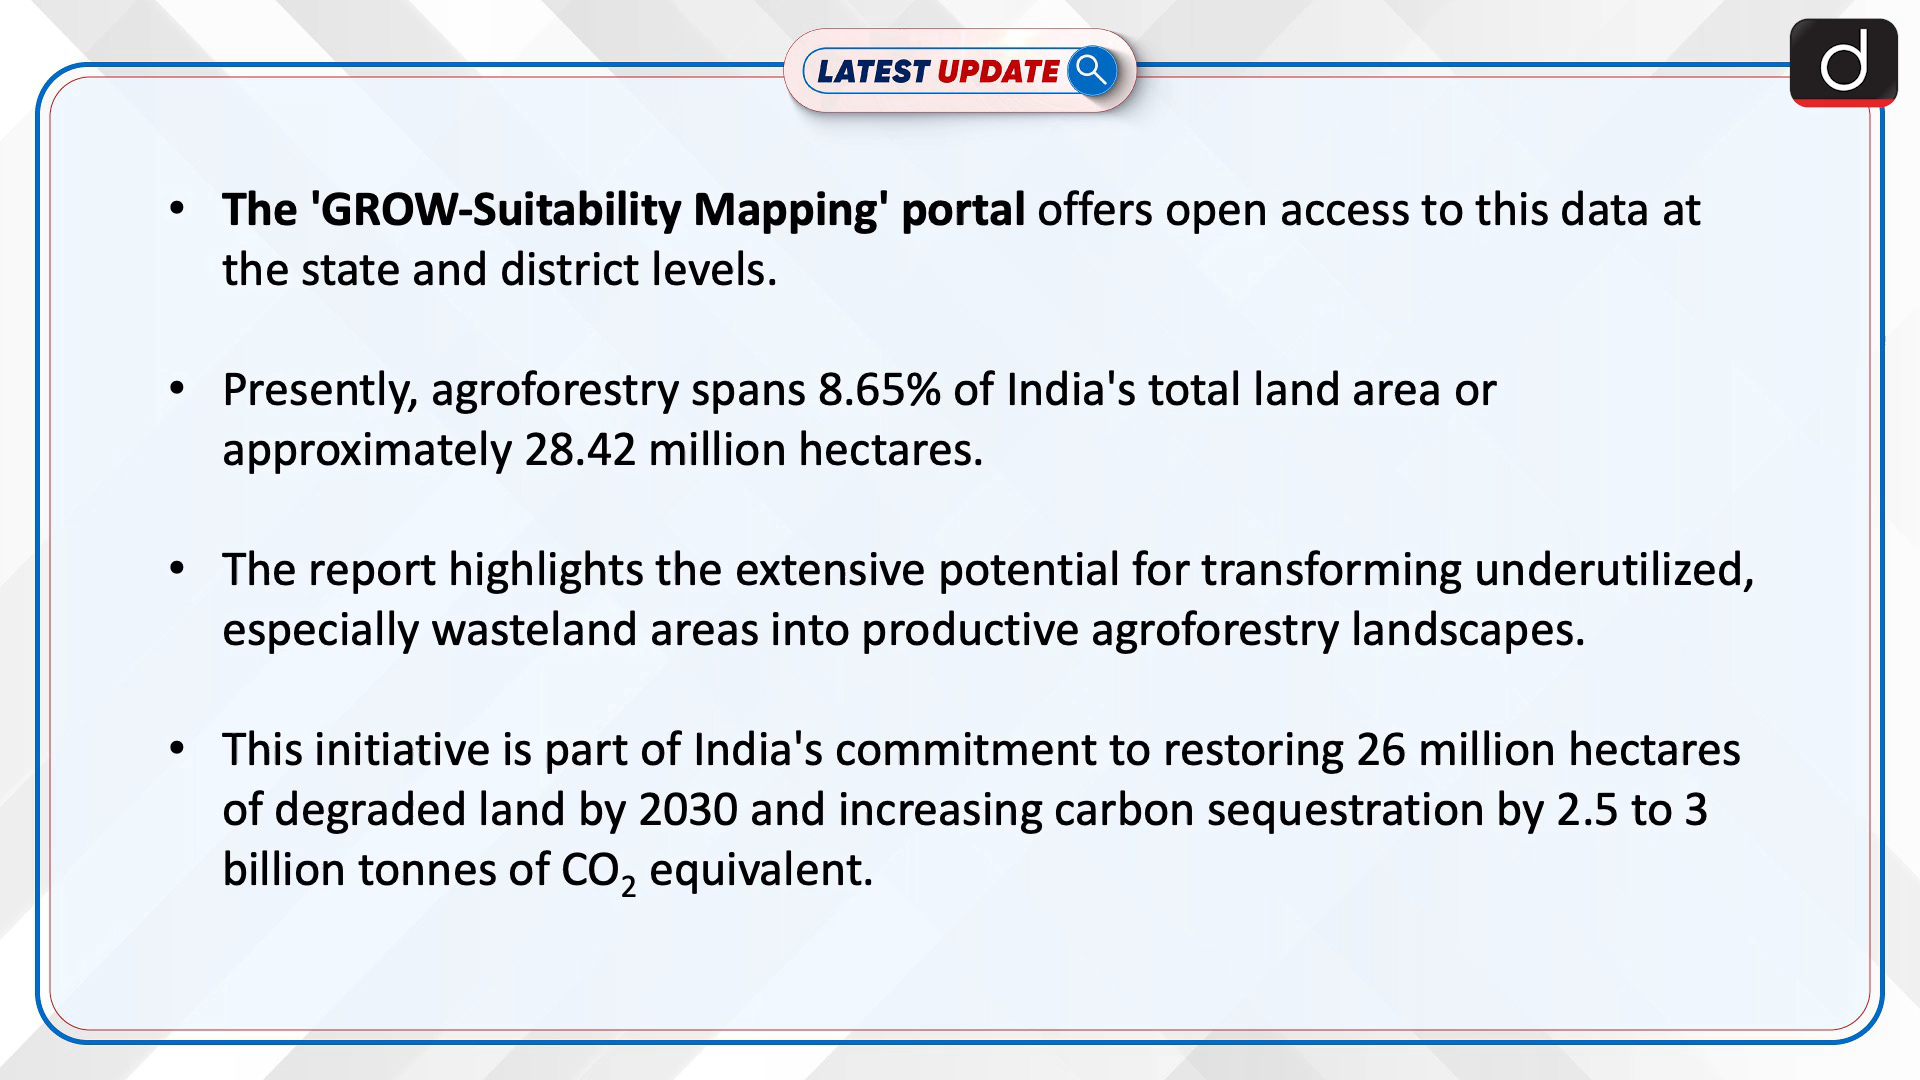 LATEST UPDATE
d
• The 'GROW-Suitability Mapping' portal offers open access to this data at
the state and district levels.
• Presently, agroforestry spans 8.65% of India's total land area or
approximately 28.42 million hectares.
• The report highlights the extensive potential for transforming underutilized,
especially wasteland areas into productive agroforestry landscapes.
• This initiative is part of India's commitment to restoring 26 million hectares
of degraded land by 2030 and increasing carbon sequestration by 2.5 to 3
billion tonnes of CO₂ equivalent.